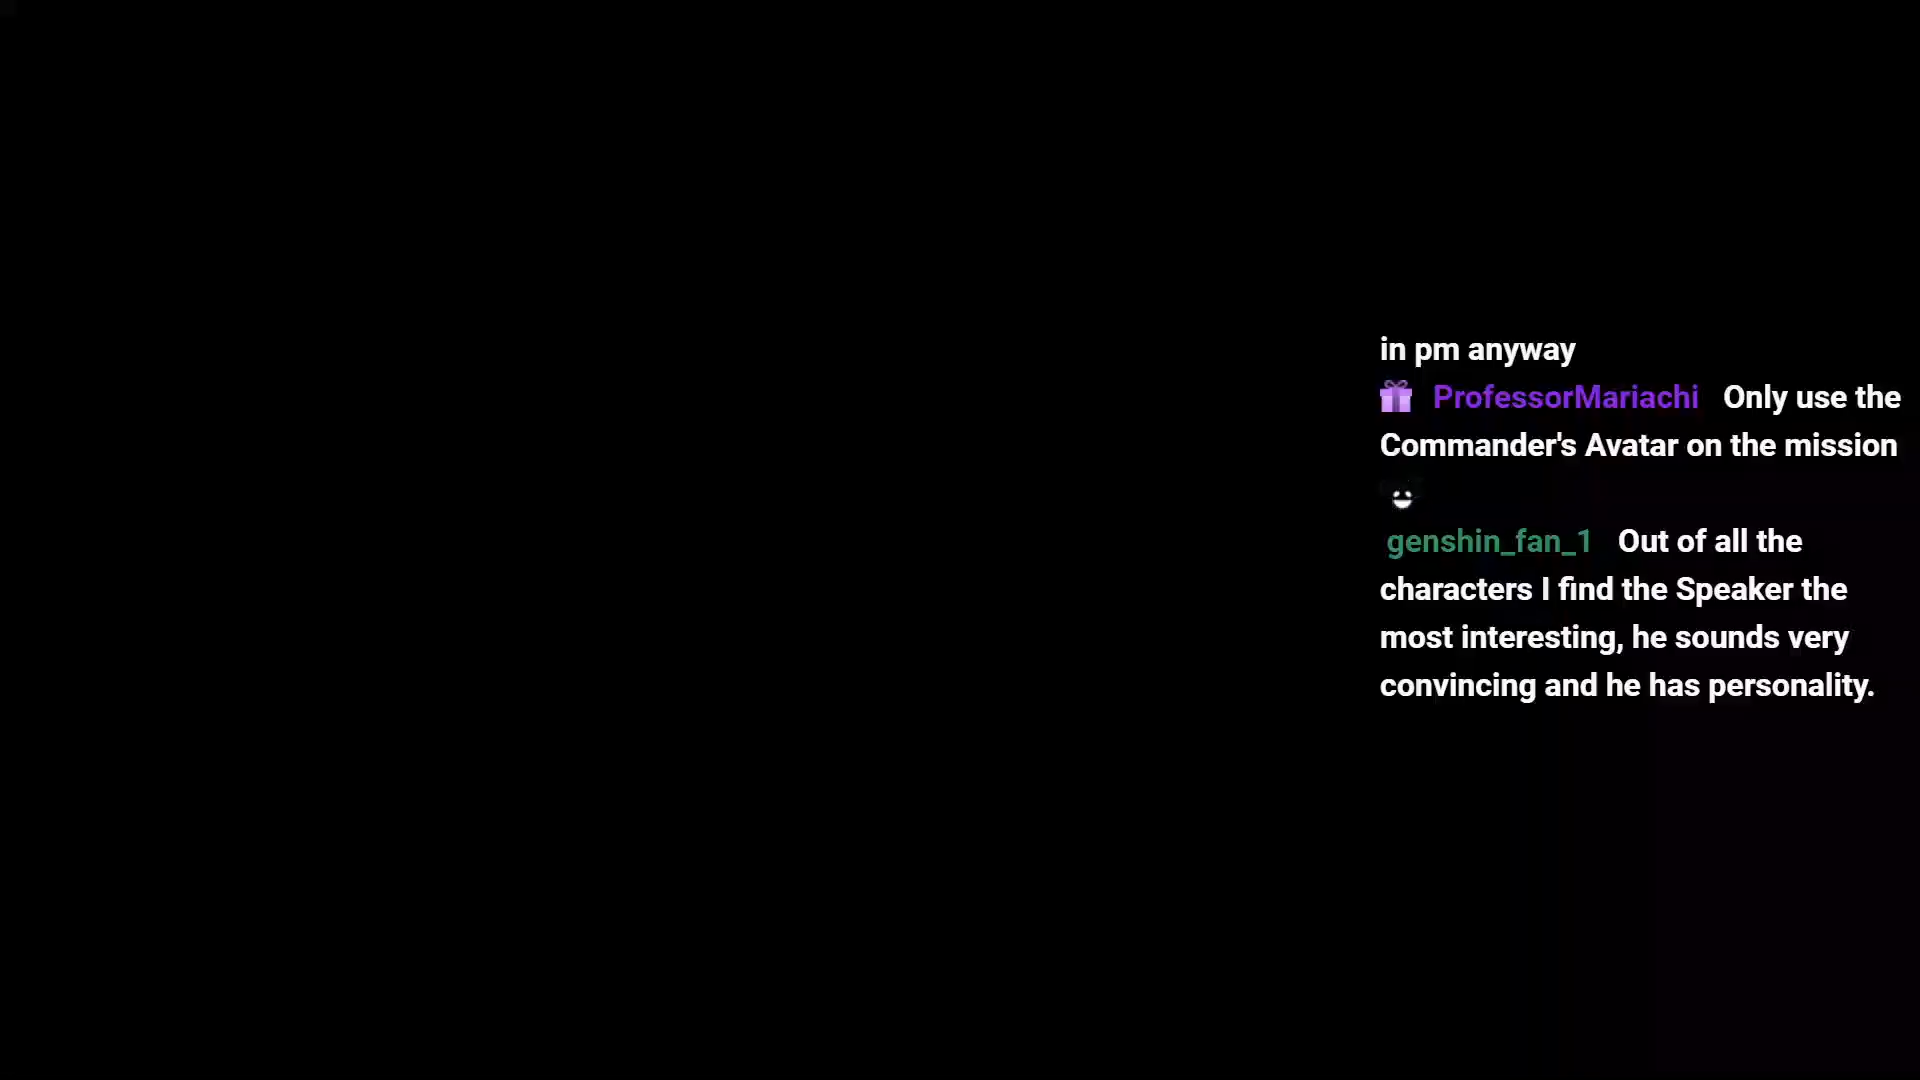 in pm anyway
ProfessorMariachi Only use the
Commander's Avatar on the mission
genshin_fan_1 Out of all the
characters I find the Speaker the
most interesting, he sounds very
convincing and he has personality.